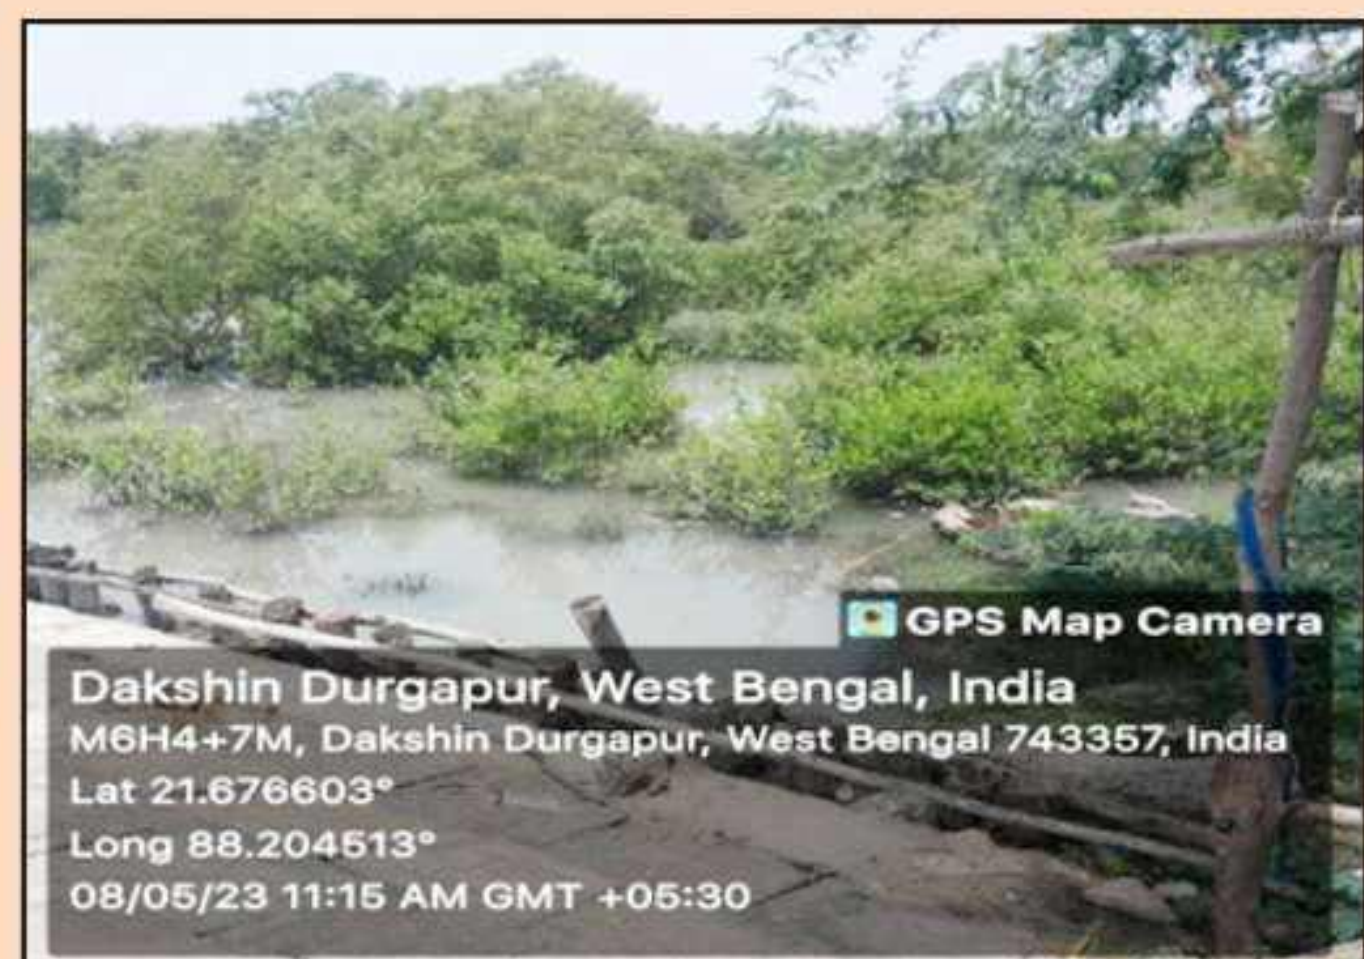 GPS Map Camera
Dakshin Durgapur, West Bengal, India
M6H4+7M, Dakshin Durgapur, West Bengal 743357, India
Lat 21.676603°
Long 88.204513°
08/05/23 11:15 AM GMT +05:30